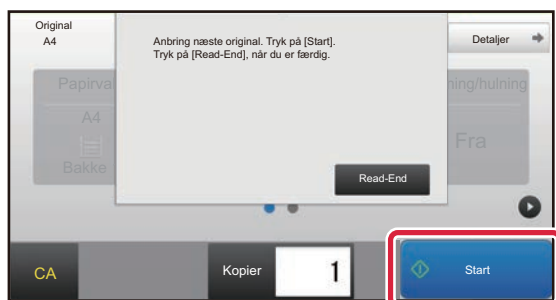 Original
A4
Anbring næste original. Tryk på [Start].
Tryk på [Read-End], når du er færdig.
Detaljer
Papirva
ning/hulning
A4
Fra
Bakke
Read-End
CA
Kopier
1
Start